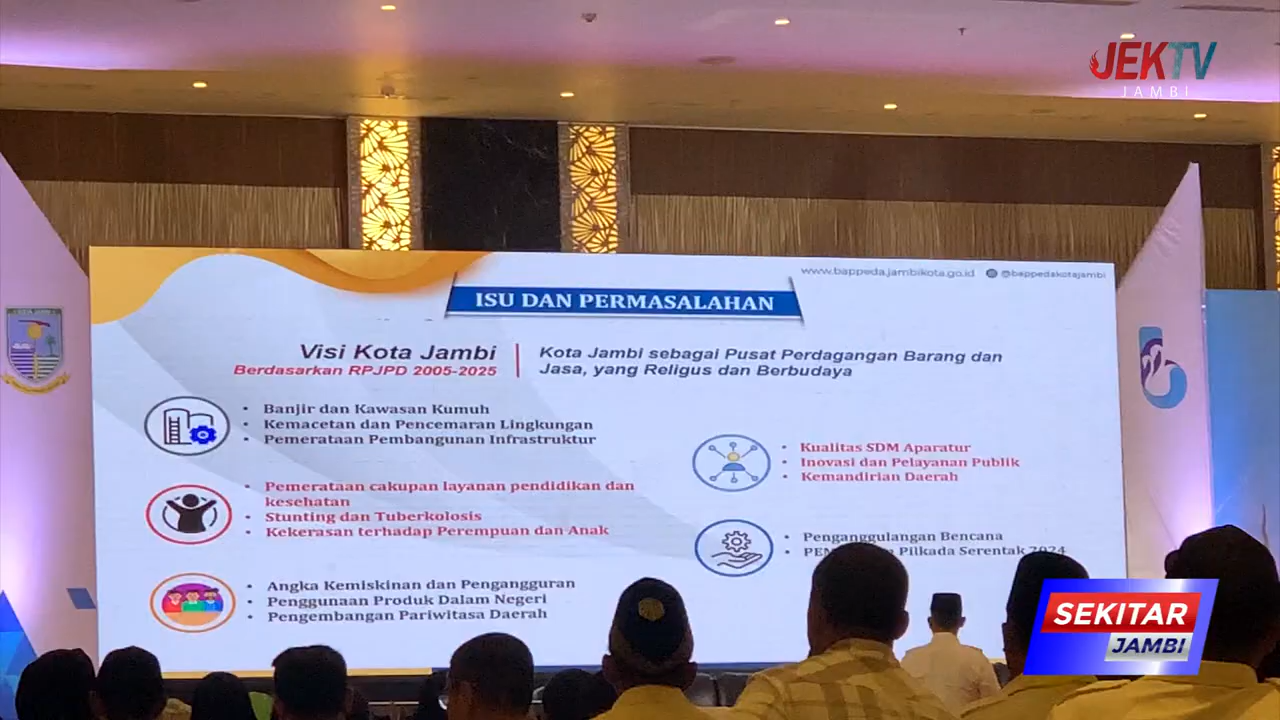 JEKTV
JAMBI
www.bappeda.jambikota.go.id @bappedakotajambi
ISU DAN PERMASALAHAN
Visi Kota Jambi
Berdasarkan RPJPD 2005-2025
Kota Jambi sebagai Pusat Perdagangan Barang dan
Jasa, yang Religus dan Berbudaya
• Banjir dan Kawasan Kumuh
• Kemacetan dan Pencemaran Lingkungan
• Pemerataan Pembangunan Infrastruktur
• Pemerataan cakupan layanan pendidikan dan
kesehatan
• Stunting dan Tuberkolosis
• Kekerasan terhadap Perempuan dan Anak
• Angka Kemiskinan dan Pengangguran
• Penggunaan Produk Dalam Negeri
• Pengembangan Pariwitasa Daerah
• Kualitas SDM Aparatur
• Inovasi dan Pelayanan Publik
• Kemandirian Daerah
• Penganggulangan Bencana
• Pilkada Serentak 2024
SEKITAR
JAMBI